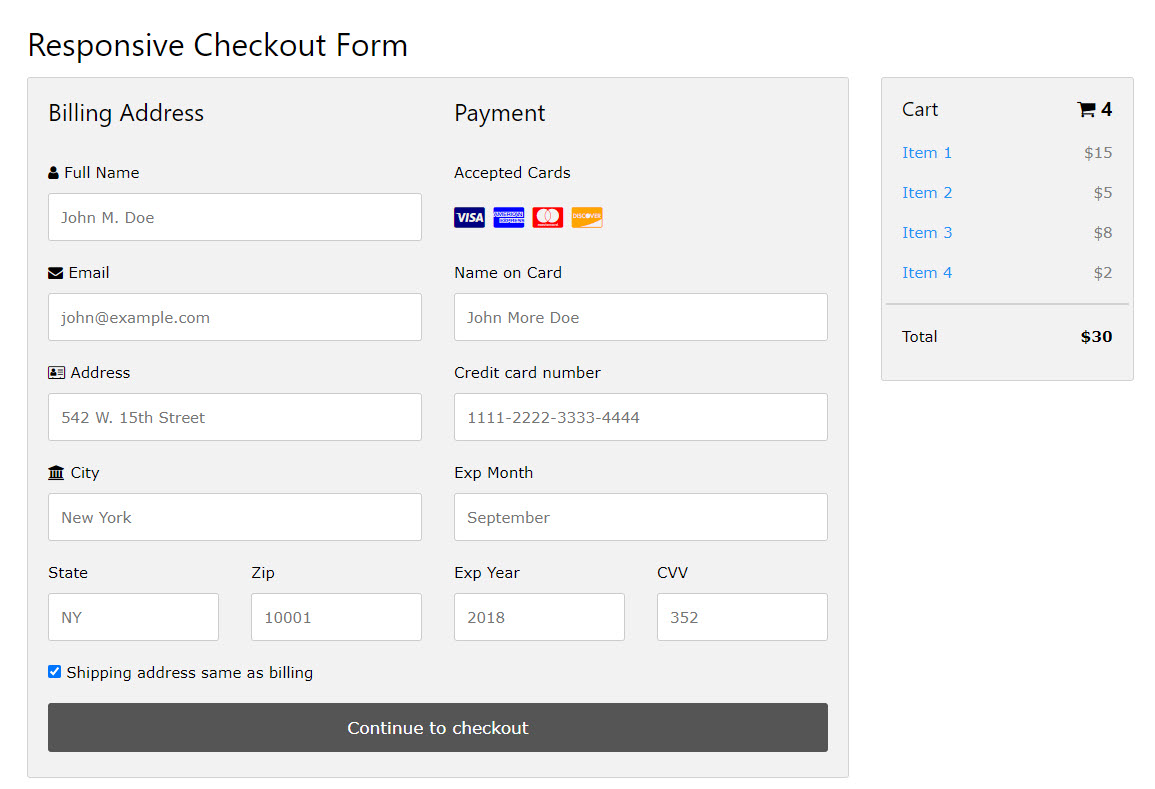 Responsive Checkout Form
Billing Address
Full Name
John M. Doe
Email
john@example.com
Address
542 W. 15th Street
City
New York
State
Zip
NY
10001
Payment
Accepted Cards
VISA AMERICAN EXPRESS DISCOVER
Name on Card
John More Doe
Credit card number
1111-2222-3333-4444
Exp Month
September
Exp Year
CVV
2018
352
Shipping address same as billing
Continue to checkout
Cart 4
Item 1 $15
Item 2 $5
Item 3 $8
Item 4 $2
Total $30